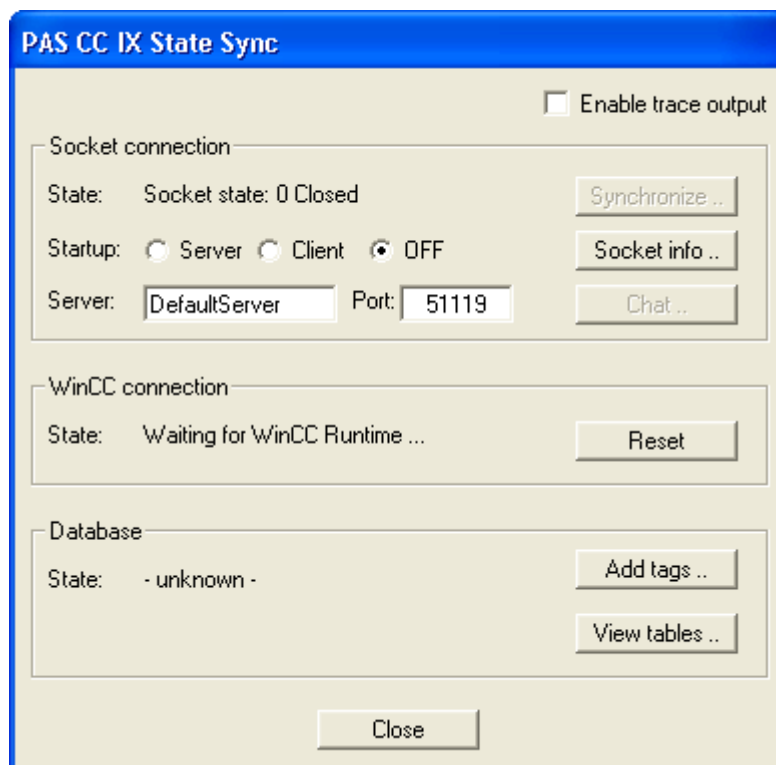 PAS CC IX State Sync
Enable trace output
Socket connection
State: Socket state: 0 Closed Synchronize ..
Startup: Server Client OFF Socket info ..
Server: DefaultServer Port: 51119 Chat ..
WinCC connection
State: Waiting for WinCC Runtime ... Reset
Database
State: - unknown - Add tags ..
View tables ..
Close